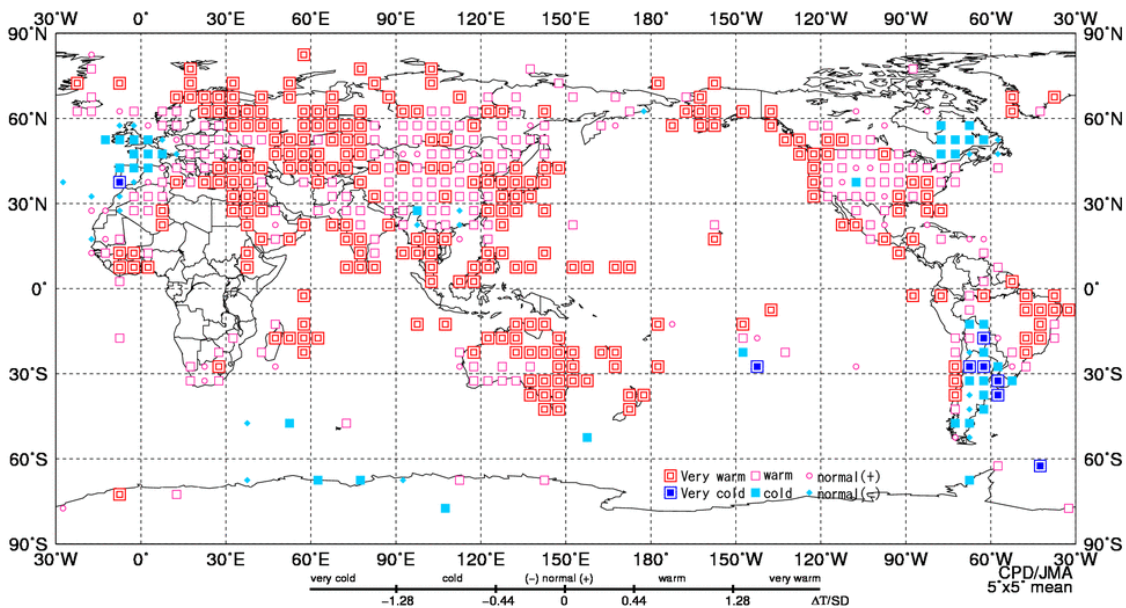 30°W 0° 30°E 60°E 90°E 120°E 150°E 180° 150°W 120°W 90°W 60°W 30°W
90°N 90°N
60°N 60°N
30°N 30°N
0° 0°
30°S 30°S
60°S 60°S
Very warm warm normal(+)
Very cold cold normal(-)
90°S 90°S
30°W 0° 30°E 60°E 90°E 120°E 150°E 180° 150°W 120°W 90°W 60°W 30°W
CPD/JMA
5°x5° mean
very cold cold (-) normal (+) warm very warm
-1.28 -0.44 0 0.44 1.28 ΔT/SD